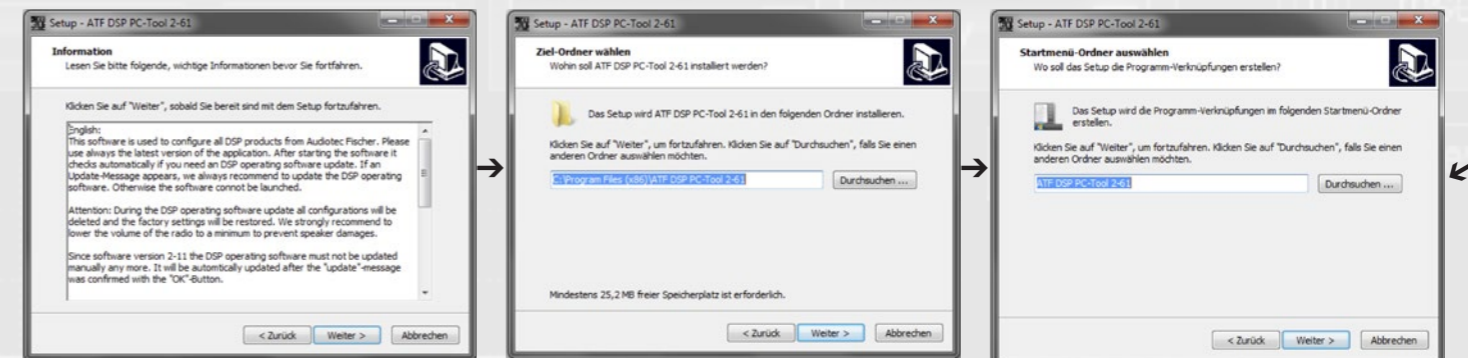 Setup - ATF DSP PC-Tool 2-61
Information
Lesen Sie bitte folgende, wichtige Informationen bevor Sie fortfahren.
Klicken Sie auf "Weiter", sobald Sie bereit sind mit dem Setup fortzufahren.
English:
This software is used to configure all DSP products from Audotec Fischer. Please
use always the latest version of the application. After starting the software it
checks automatically if you need an DSP operating software update. If an
Update-Message appears, we always recommend to update the DSP operating
software. Otherwise the software connot be launched.
Attention: During the DSP operating software update all configurations will be
deleted and the factory settings will be restored. We strongly recommend to
lower the volume of the radio to a minimum to prevent speaker damages.
Since software version 2-11 the DSP operating software must not be updated
manually any more. It will be automtically updated after the "update"-message
was confirmed with the "OK"-Button.
< Zurück
Weiter >
Abbrechen
Setup - ATF DSP PC-Tool 2-61
Ziel-Ordner wählen
Wohin soll ATF DSP PC-Tool 2-61 installiert werden?
Das Setup wird ATF DSP PC-Tool 2-61 in den folgenden Ordner installieren.
Klicken Sie auf "Weiter", um fortzufahren. Klicken Sie auf "Durchsuchen", falls Sie einen
anderen Ordner auswählen möchten.
C:\Program Files (x86)\ATF DSP PC-Tool 2-61
Durchsuchen ...
Mindestens 25,2 MB freier Speicherplatz ist erforderlich.
< Zurück
Weiter >
Abbrechen
Setup - ATF DSP PC-Tool 2-61
Startmenü-Ordner auswählen
Wo soll das Setup die Programm-Verknüpfungen erstellen?
Das Setup wird die Programm-Verknüpfungen im folgenden Startmenü-Ordner
erstellen.
Klicken Sie auf "Weiter", um fortzufahren. Klicken Sie auf "Durchsuchen", falls Sie einen
anderen Ordner auswählen möchten.
ATF DSP PC-Tool 2-61
Durchsuchen ...
< Zurück
Weiter >
Abbrechen